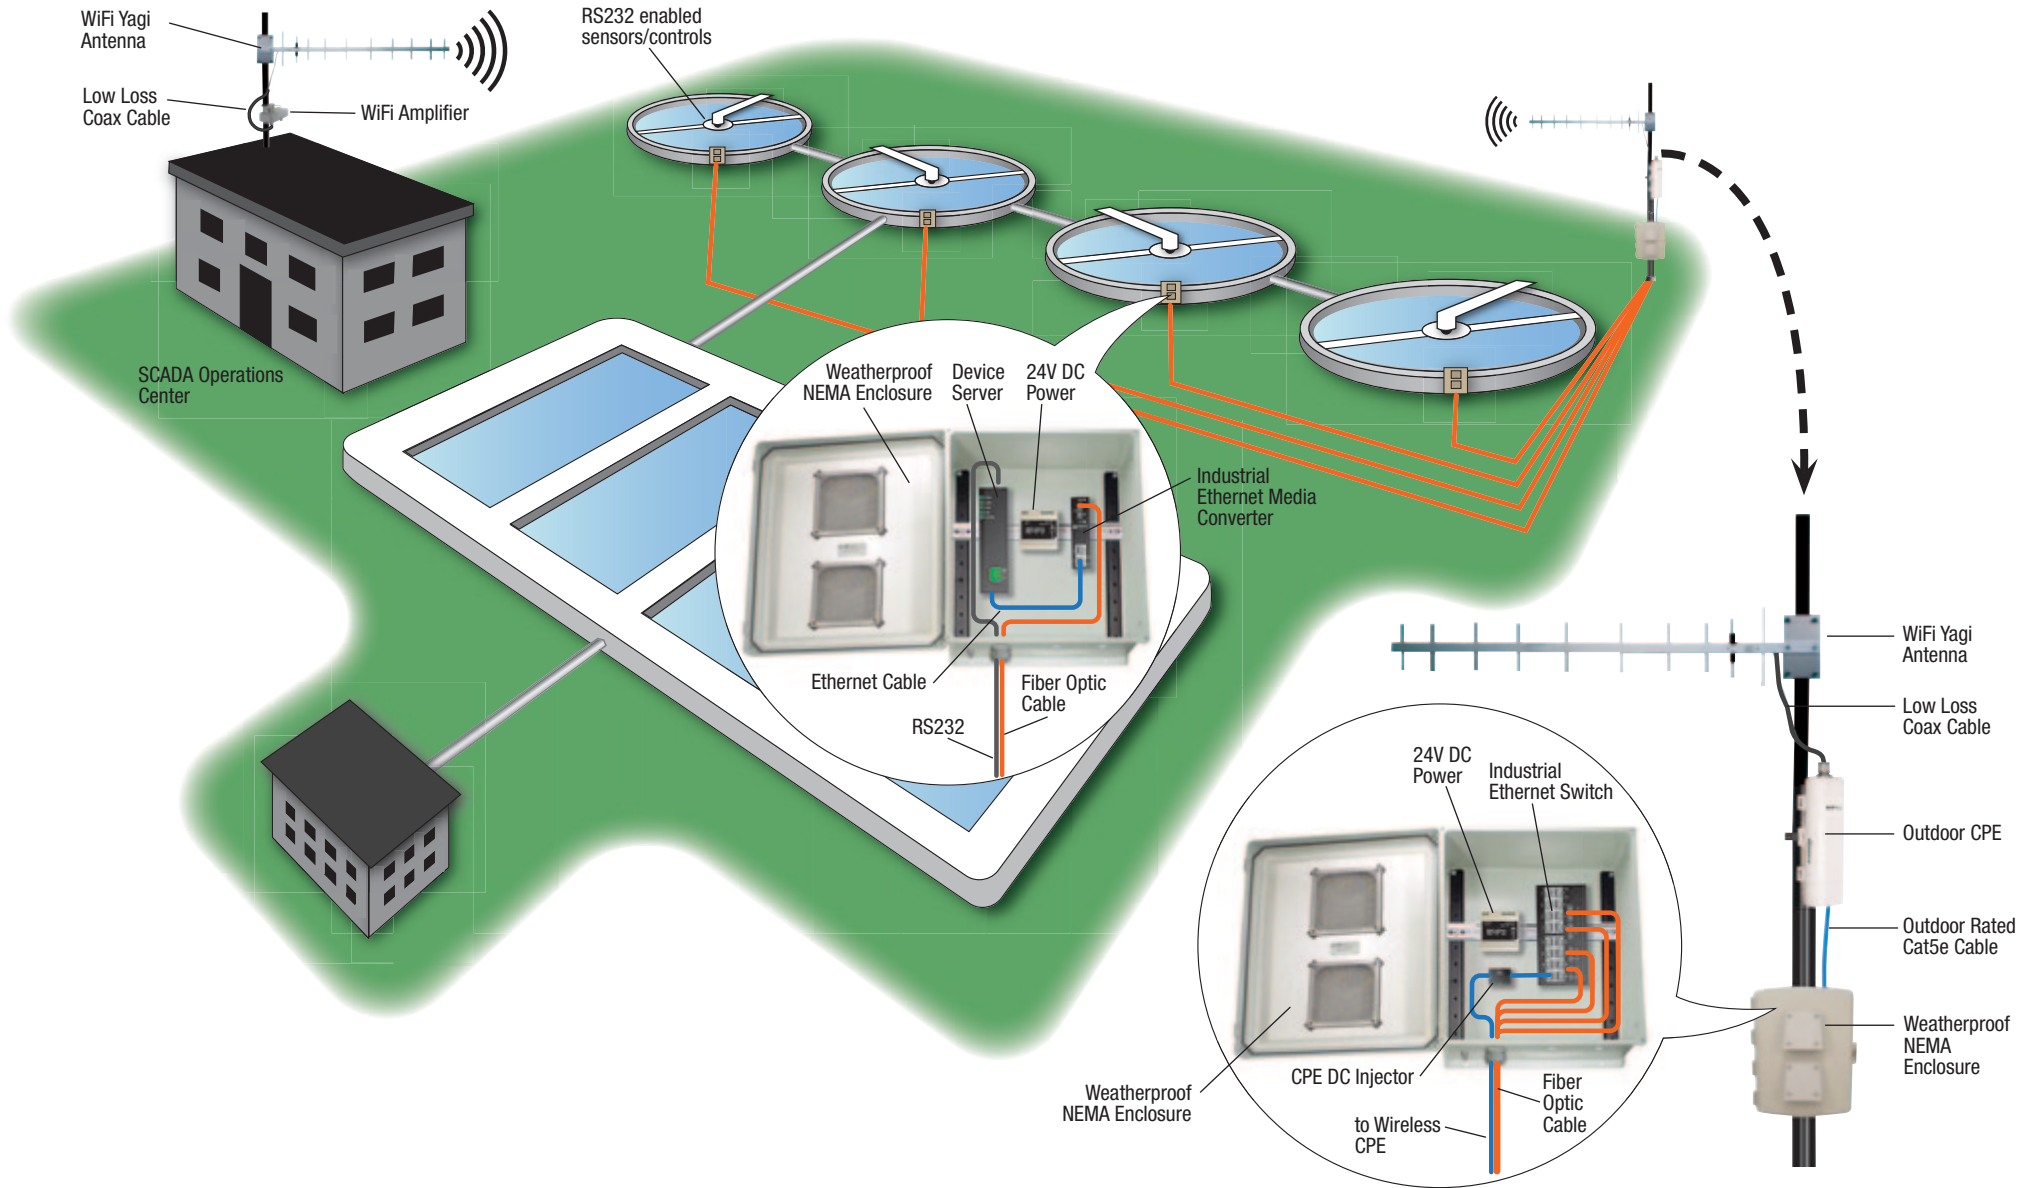 WiFi Yagi
Antenna
Low Loss
Coax Cable
WiFi Amplifier
RS232 enabled
sensors/controls
SCADA Operations
Center
Weatherproof
NEMA Enclosure
Device
Server
24V DC
Power
Industrial
Ethernet Media
Converter
Ethernet Cable
Fiber Optic
Cable
RS232
WiFi Yagi
Antenna
Low Loss
Coax Cable
Outdoor CPE
Outdoor Rated
Cat5e Cable
Weatherproof
NEMA
Enclosure
24V DC
Power
Industrial
Ethernet Switch
CPE DC Injector
Weatherproof
NEMA Enclosure
Fiber
Optic
Cable
to Wireless
CPE